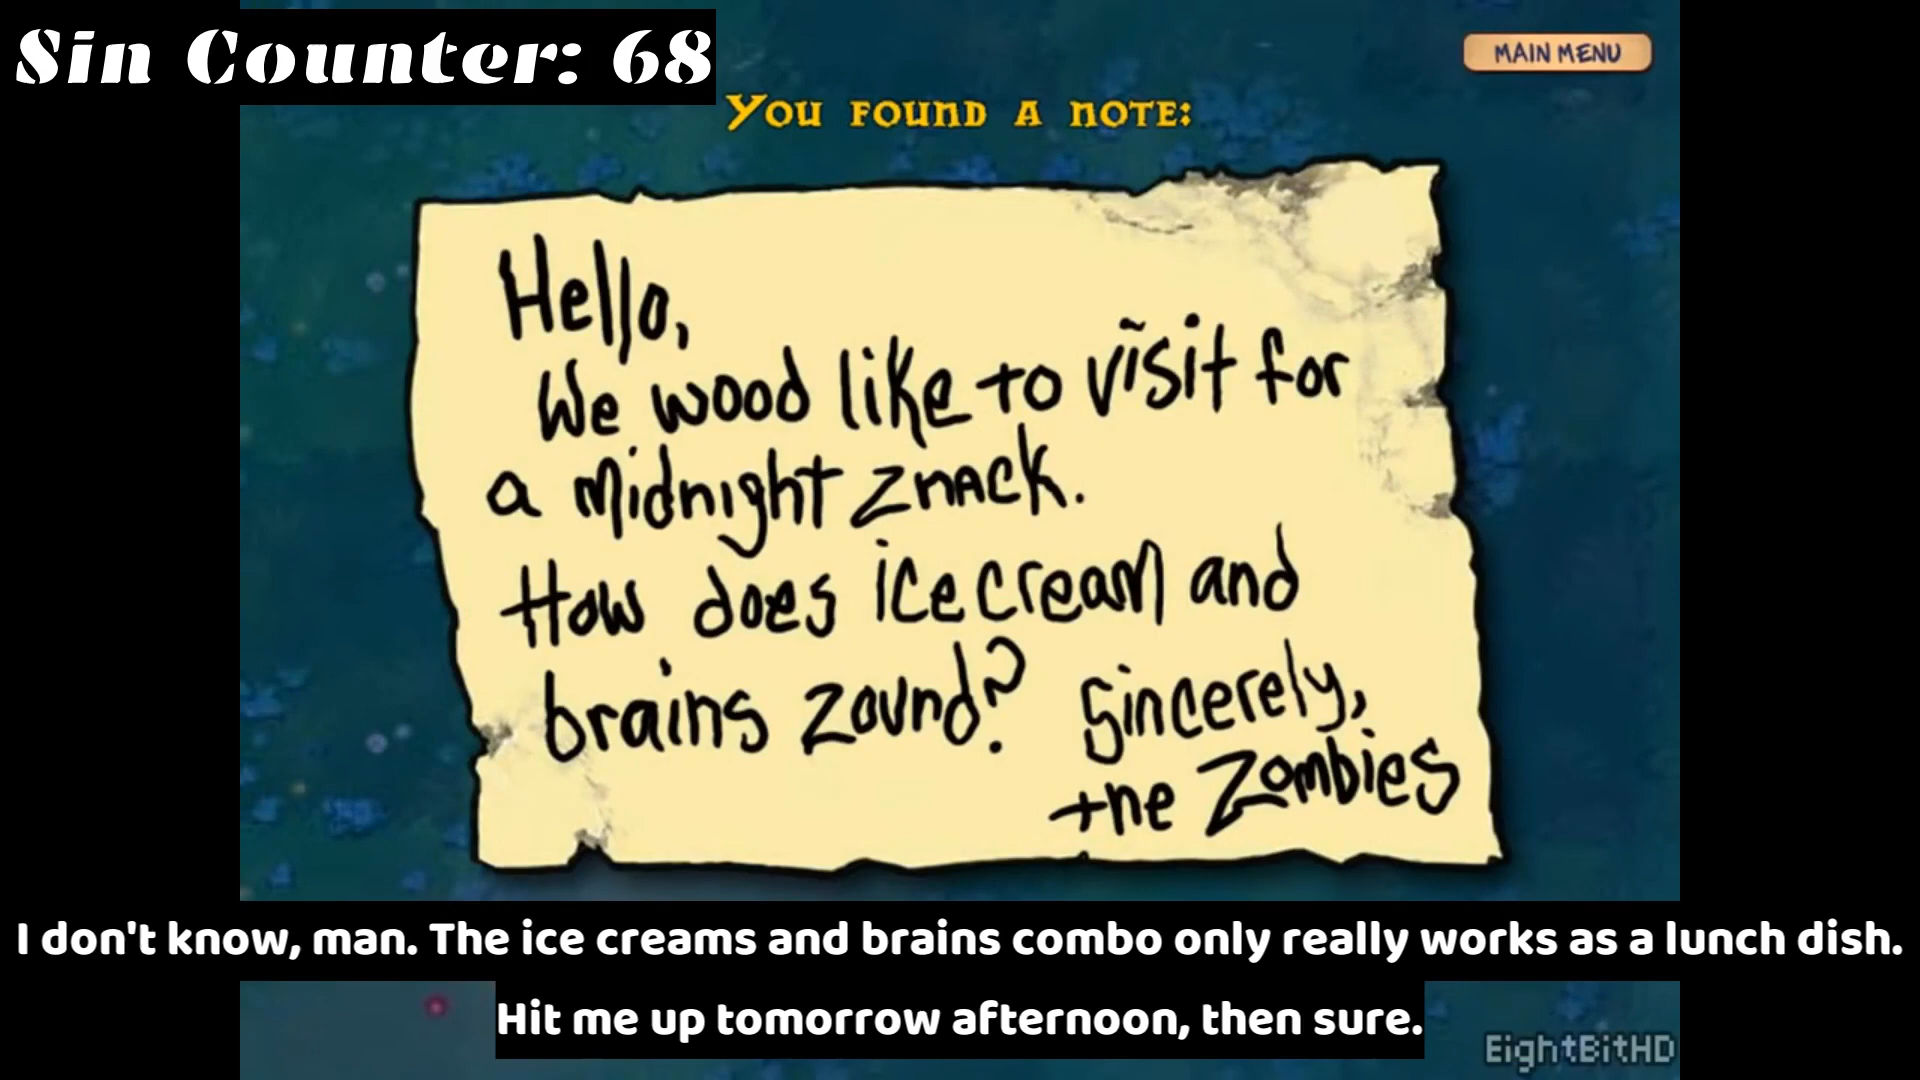 Sin Counter: 68
MAIN MENU
You found a note:
Hello,
We wood like to visit for
a midnight znack.
How does icecream and
brains zound? Sincerely,
the Zombies
I don't know, man. The ice creams and brains combo only really works as a lunch dish.
Hit me up tomorrow afternoon, then sure.
EightBitHD